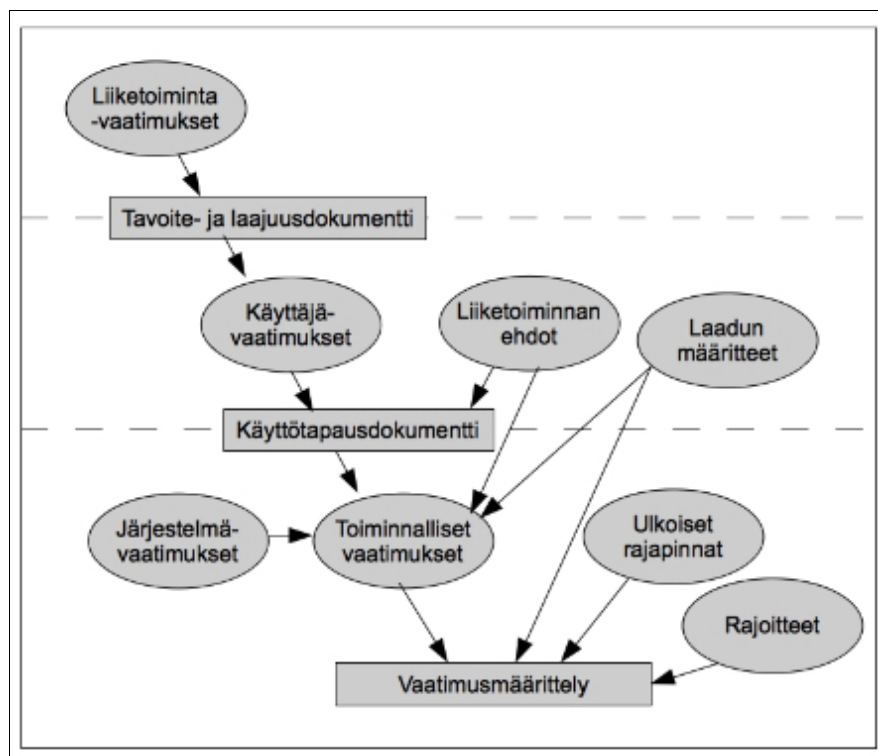 Liiketoiminta
-vaatimukset
Tavoite- ja laajuusdokumentti
Käyttäjä-
vaatimukset
Liiketoiminnan
ehdot
Laadun
määritteet
Käyttötapausdokumentti
Järjestelmä-
vaatimukset
Toiminnalliset
vaatimukset
Ulkoiset
rajapinnat
Rajoitteet
Vaatimusmäärittely